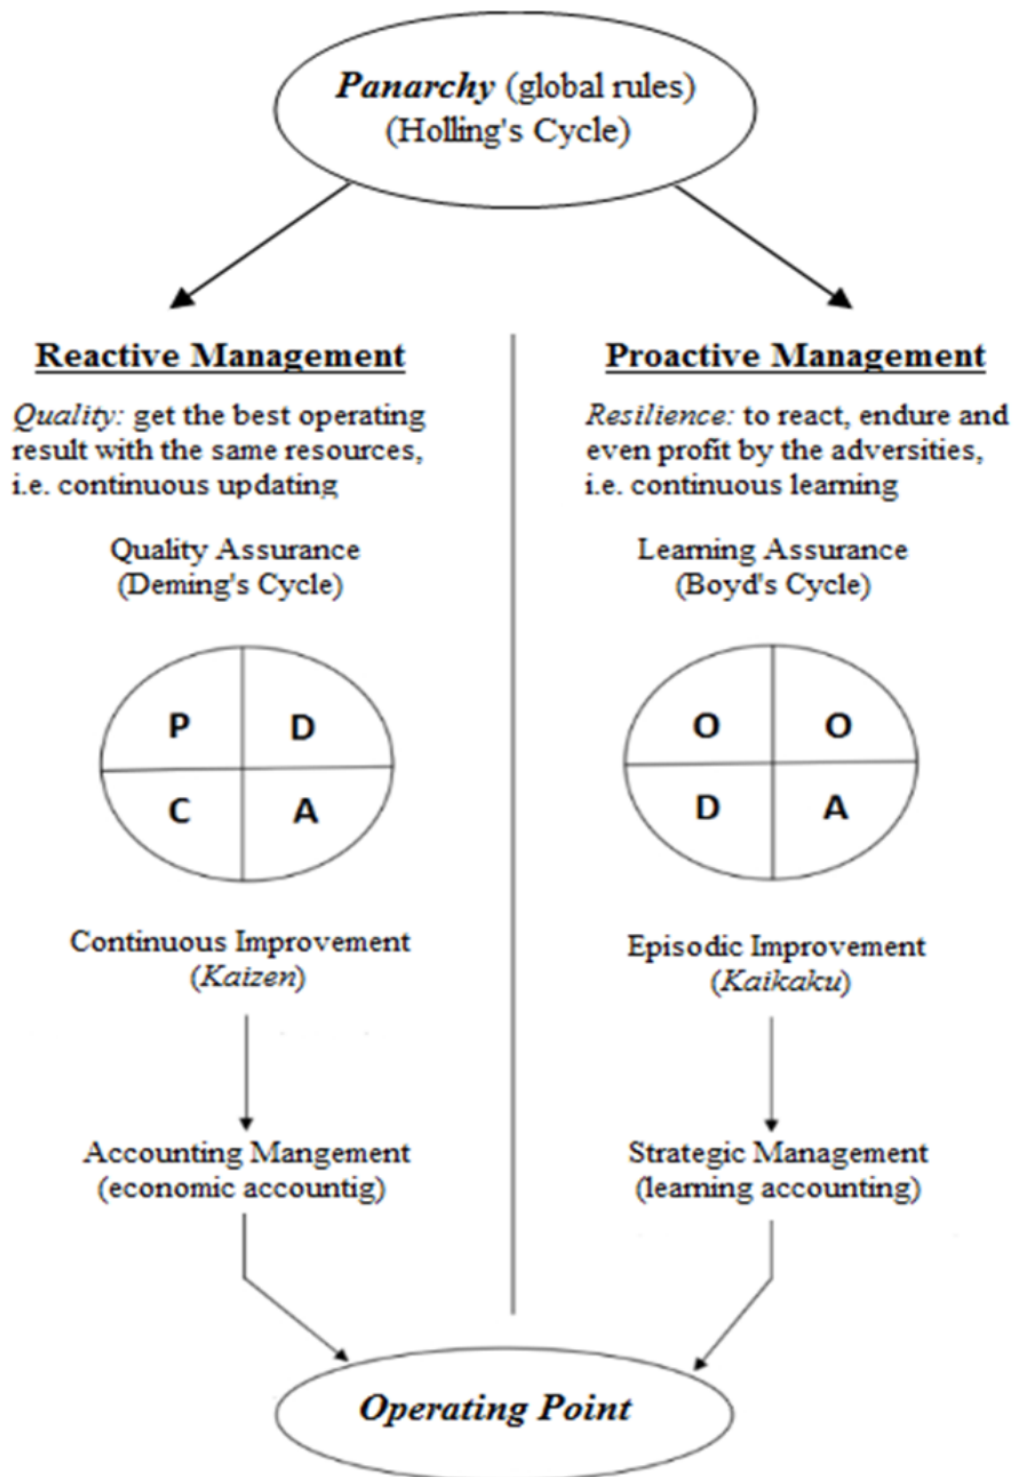 Panarchy (global rules)
(Holling's Cycle)
Reactive Management
Quality: get the best operating
result with the same resources,
i.e. continuous updating
Quality Assurance
(Deming's Cycle)
P D
C A
Continuous Improvement
(Kaizen)
Accounting Mangement
(economic accountig)
Proactive Management
Resilience: to react, endure and
even profit by the adversities,
i.e. continuous learning
Learning Assurance
(Boyd's Cycle)
O O
D A
Episodic Improvement
(Kaikaku)
Strategic Management
(learning accounting)
Operating Point